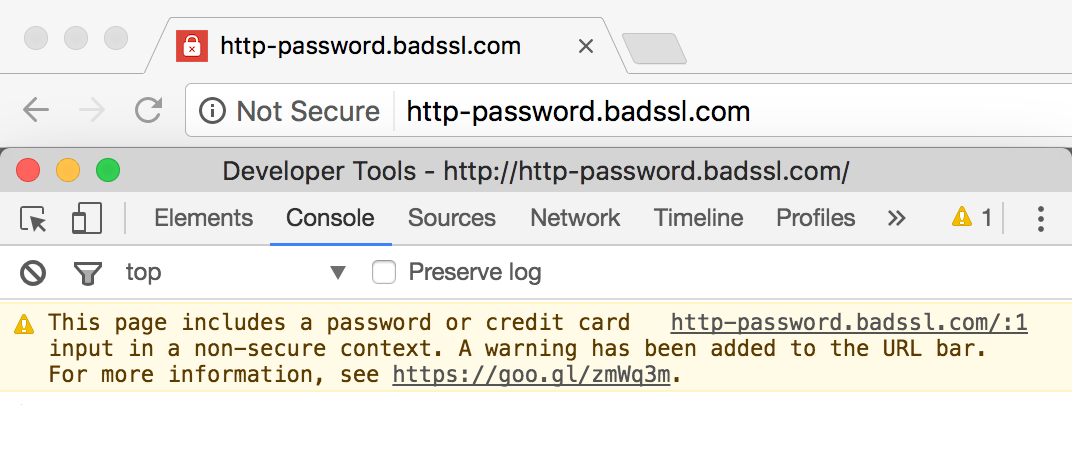 http-password.badssl.com
Not Secure http-password.badssl.com
Developer Tools - http://http-password.badssl.com/
Elements Console Sources Network Timeline Profiles » 1
top Preserve log
This page includes a password or credit card http-password.badssl.com/:1
input in a non-secure context. A warning has been added to the URL bar.
For more information, see https://goo.gl/zmWq3m.